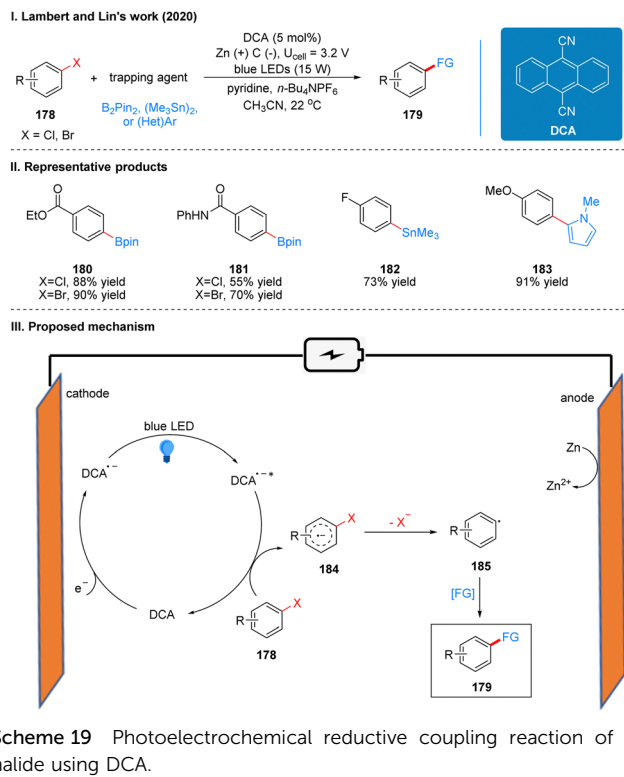 I. Lambert and Lin's work (2020)
R
X
178
X = Cl, Br
+
trapping agent
B2Pin2, (Me3Sn)2,
or (Het)Ar
DCA (5 mol%)
Zn (+) C (-), Ucell = 3.2 V
blue LEDs (15 W)
pyridine, n-Bu4NPF6
CH3CN, 22 ⁰C
R
FG
179
CN
CN
DCA
II. Representative products
O
EtO
Bpin
180
X=Cl, 88% yield
X=Br, 90% yield
O
PhHN
Bpin
181
X=Cl, 55% yield
X=Br, 70% yield
F
SnMe3
182
73% yield
MeO
Me
N
183
91% yield
III. Proposed mechanism
cathode
anode
blue LED
DCA•−
DCA•−*
Zn
Zn2+
e−
DCA
R
X
•−
184
- X−
R
•
185
R
X
178
[FG]
R
FG
179
Scheme 19 Photoelectrochemical reductive coupling reaction of
halide using DCA.